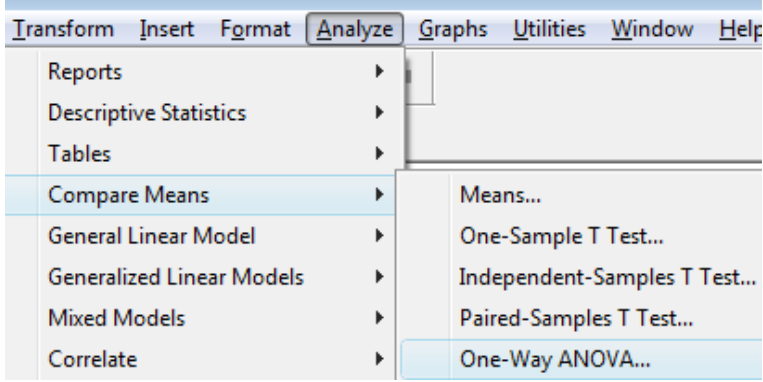 Transform Insert Format Analyze Graphs Utilities Window Help
Reports
Descriptive Statistics
Tables
Compare Means
General Linear Model
Generalized Linear Models
Mixed Models
Correlate
Means...
One-Sample T Test...
Independent-Samples T Test...
Paired-Samples T Test...
One-Way ANOVA...